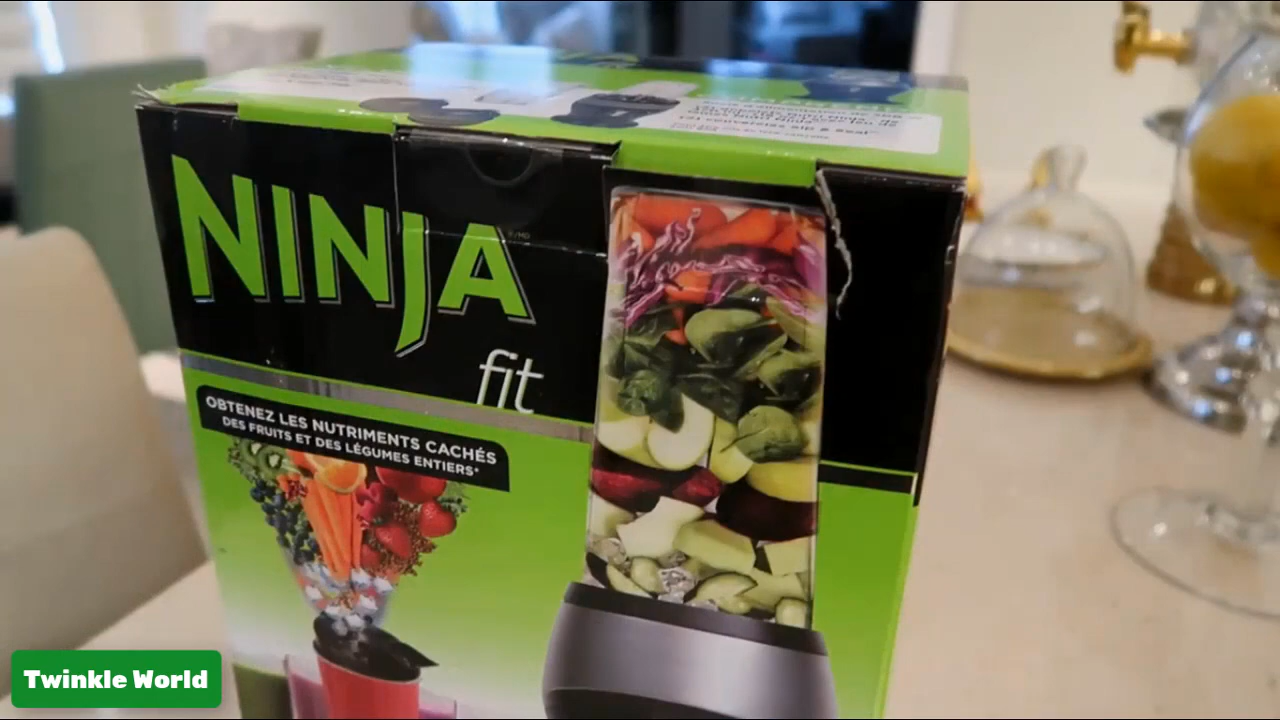 NINJA
fit
OBTENEZ LES NUTRIMENTS CACHÉS
DES FRUITS ET DES LÉGUMES ENTIERS*
Twinkle World